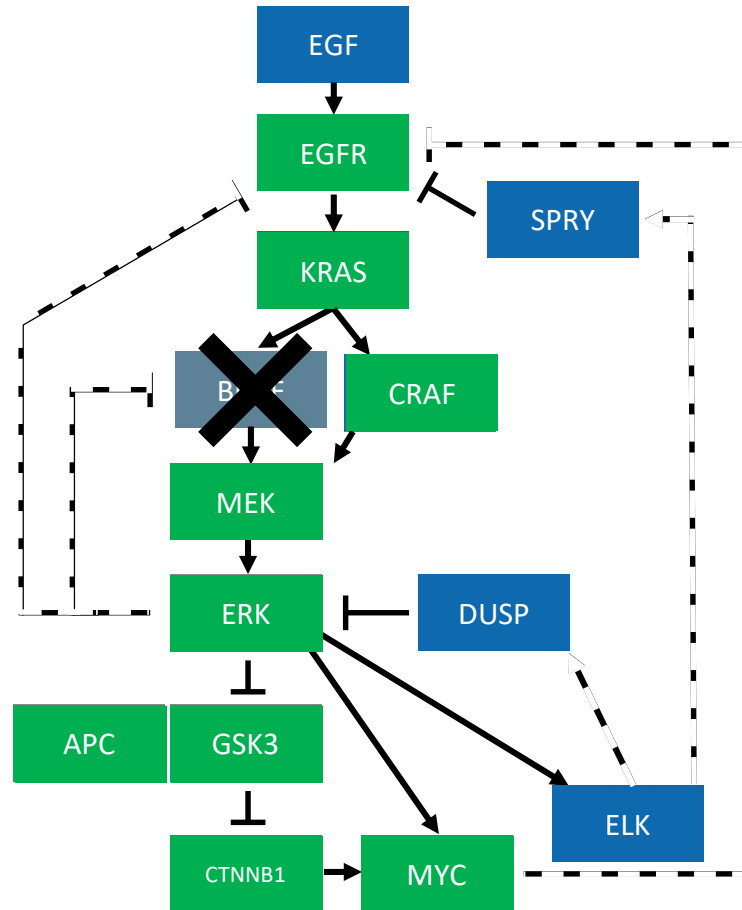 EGF
EGFR
SPRY
KRAS
CRAF
MEK
ERK
DUSP
APC
GSK3
ELK
CTNNB1
MYC